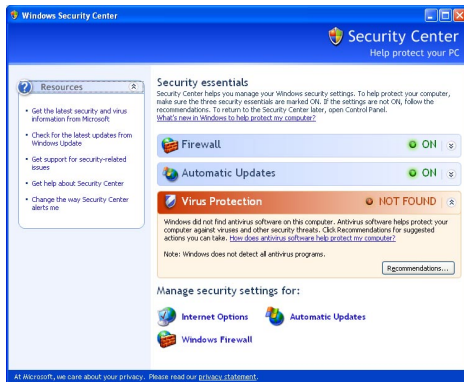 Windows Security Center
Security Center
Help protect your PC
Resources
• Get the latest security and virus
information from Microsoft
• Check for the latest updates from
Windows Update
• Get support for security-related
issues
• Get help about Security Center
• Change the way Security Center
alerts me
Security essentials
Security Center helps you manage your Windows security settings. To help protect your computer,
make sure the three security essentials are marked ON. If the settings are not ON, follow the
recommendations. To return to the Security Center later, open Control Panel.
What's new in Windows to help protect my computer?
Firewall ON
Automatic Updates ON
Virus Protection NOT FOUND
Windows did not find antivirus software on this computer. Antivirus software helps protect your
computer against viruses and other security threats. Click Recommendations for suggested
actions you can take. How does antivirus software help protect my computer?
Note: Windows does not detect all antivirus programs.
Recommendations...
Manage security settings for:
Internet Options Automatic Updates
Windows Firewall
At Microsoft, we care about your privacy. Please read our privacy statement.